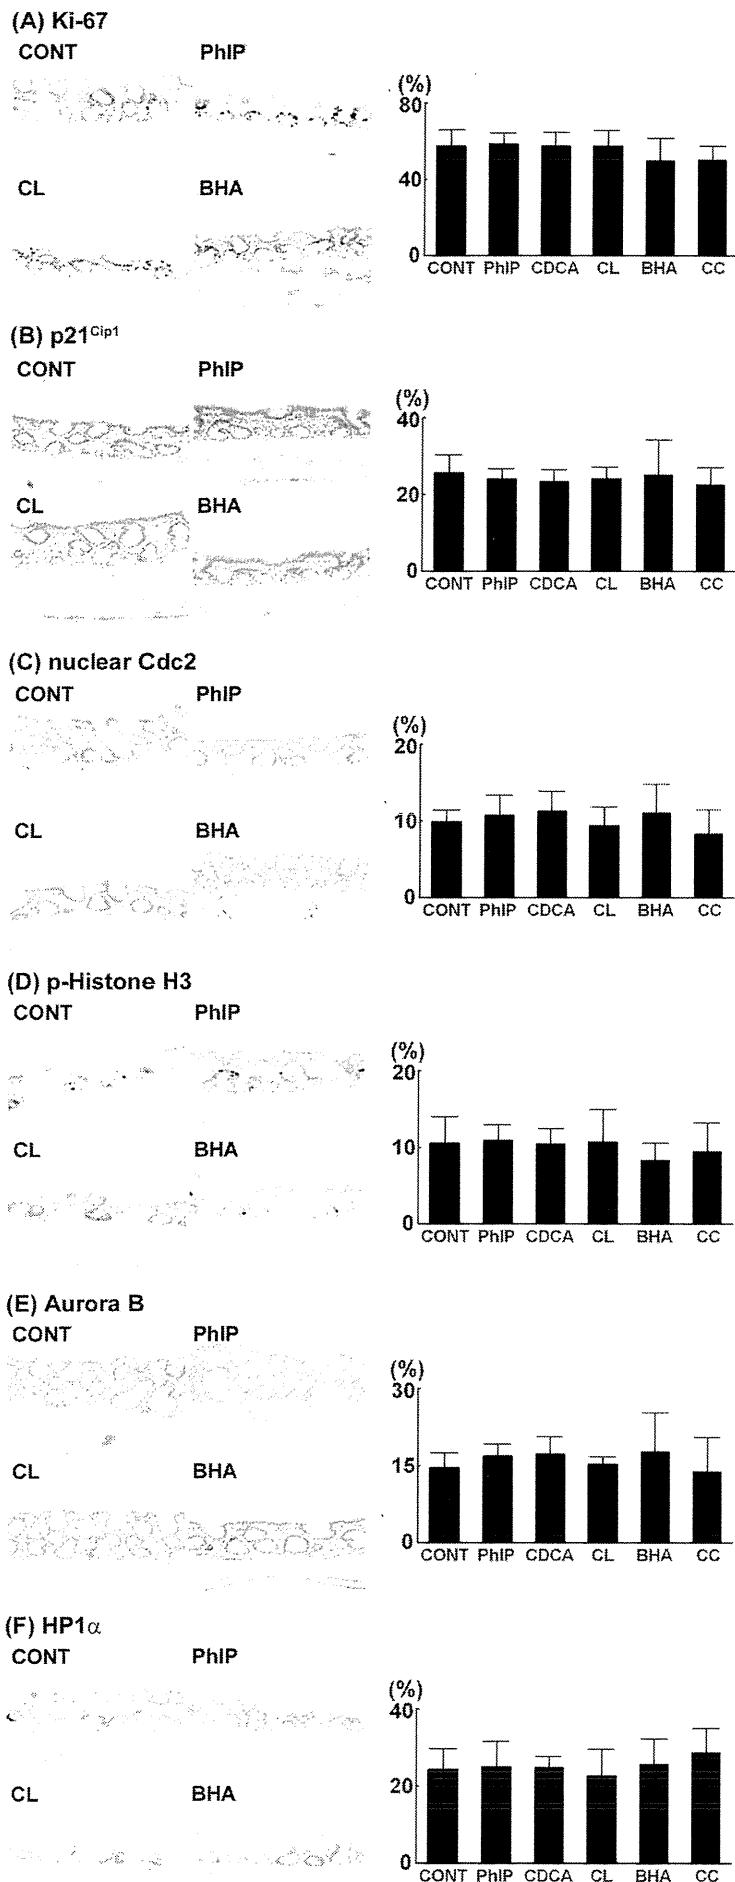 (A) Ki-67
CONT PhIP
CL BHA
(%)
80
40
0
CONT PhIP CDCA CL BHA CC
(B) p21Cip1
CONT PhIP
CL BHA
(%)
40
20
0
CONT PhIP CDCA CL BHA CC
(C) nuclear Cdc2
CONT PhIP
CL BHA
(%)
20
10
0
CONT PhIP CDCA CL BHA CC
(D) p-Histone H3
CONT PhIP
CL BHA
(%)
20
10
0
CONT PhIP CDCA CL BHA CC
(E) Aurora B
CONT PhIP
CL BHA
(%)
30
15
0
CONT PhIP CDCA CL BHA CC
(F) HP1α
CONT PhIP
CL BHA
(%)
40
20
0
CONT PhIP CDCA CL BHA CC